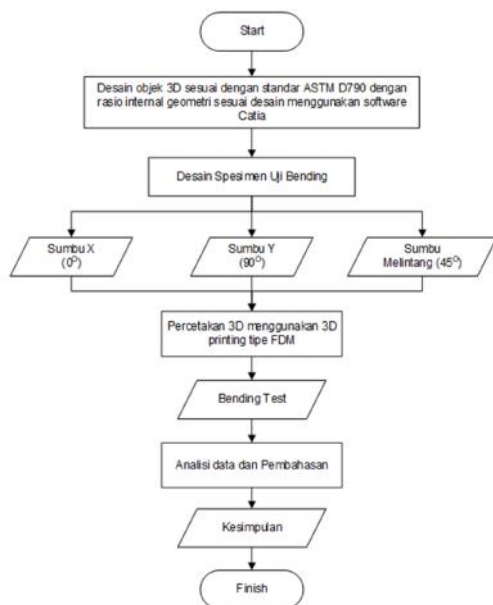 Start
Desain objek 3D sesuai dengan standar ASTM D790 dengan
rasio internal geometri sesuai desain menggunakan software
Catia
Desain Spesimen Uji Bending
Sumbu X
(0°)
Sumbu Y
(90°)
Sumbu
Melintang (45°)
Percetakan 3D menggunakan 3D
printing tipe FDM
Bending Test
Analisi data dan Pembahasan
Kesimpulan
Finish